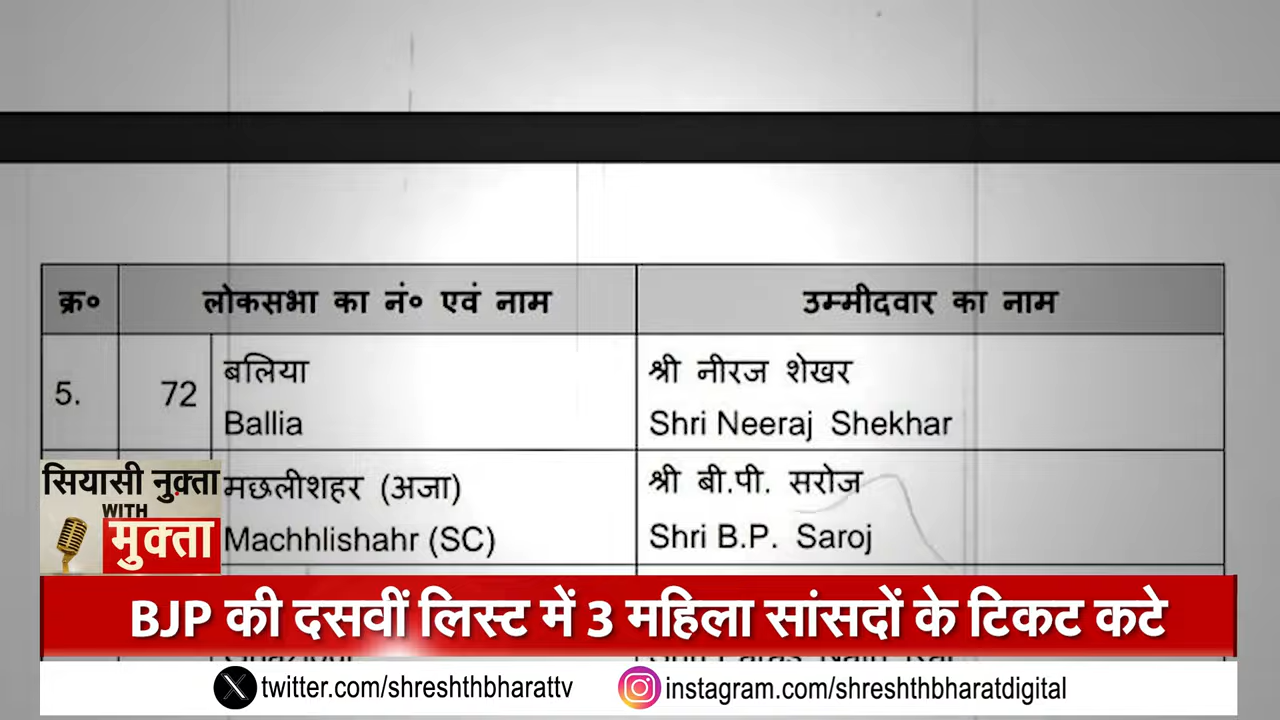 क्र० लोकसभा का नं० एवं नाम उम्मीदवार का नाम
5. 72 बलिया श्री नीरज शेखर
Ballia Shri Neeraj Shekhar
मछलीशहर (अजा) श्री बी.पी. सरोज
Machhlishahr (SC) Shri B.P. Saroj
सियासी नुक़्ता
WITH
मुक्ता
BJP की दसवीं लिस्ट में 3 महिला सांसदों के टिकट कटे
twitter.com/shreshthbharattv instagram.com/shreshthbharatdigital